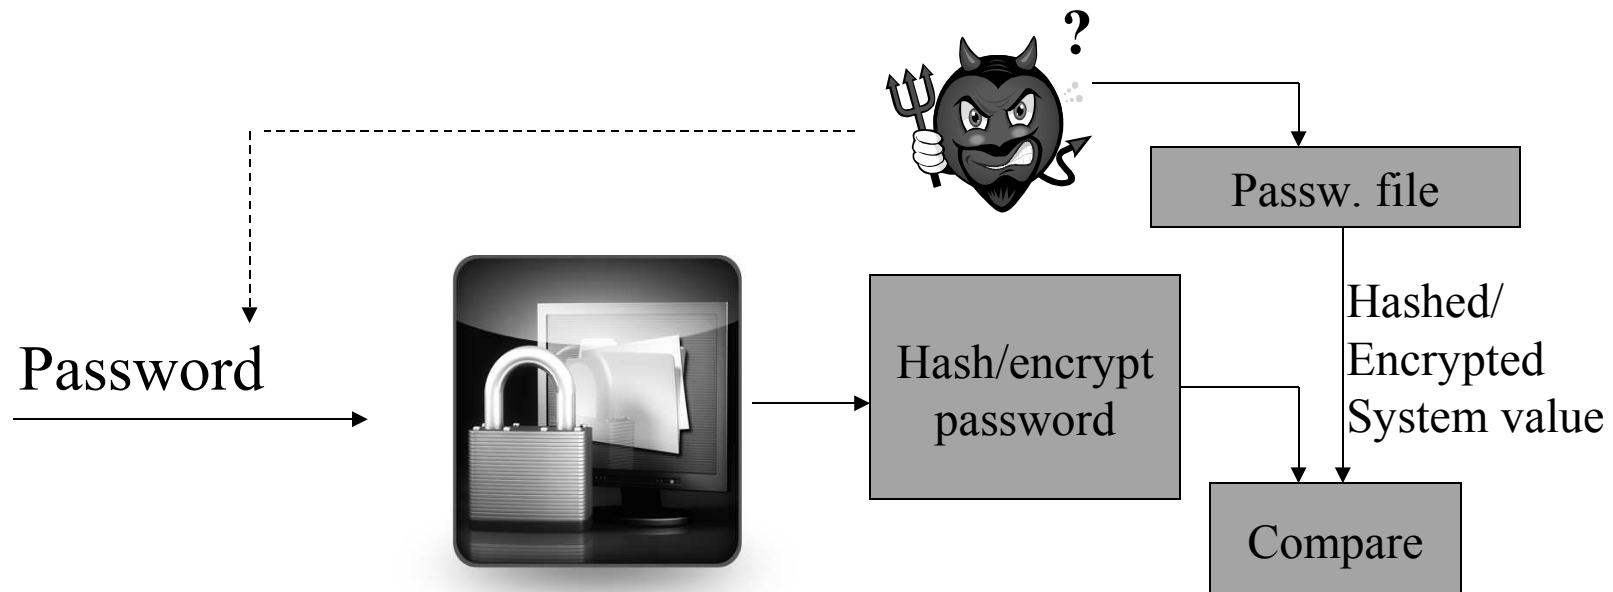 ?
Passw. file
Password
Hash/encrypt
password
Hashed/
Encrypted
System value
Compare